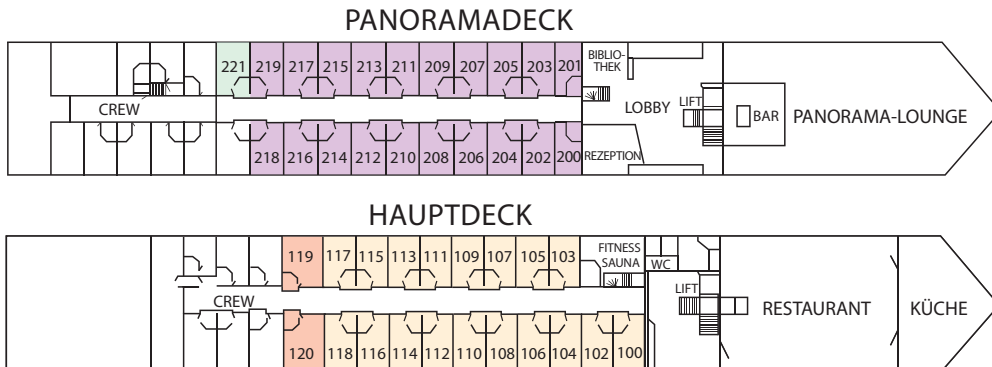 PANORAMADECK
221 219 217 215 213 211 209 207 205 203 201
BIBLIO-
THEK
CREW
LOBBY
LIFT
BAR
PANORAMA-LOUNGE
218 216 214 212 210 208 206 204 202 200
REZEPTION
HAUPTDECK
119 117 115 113 111 109 107 105 103
FITNESS
SAUNA
WC
CREW
LIFT
RESTAURANT
KÜCHE
120 118 116 114 112 110 108 106 104 102 100